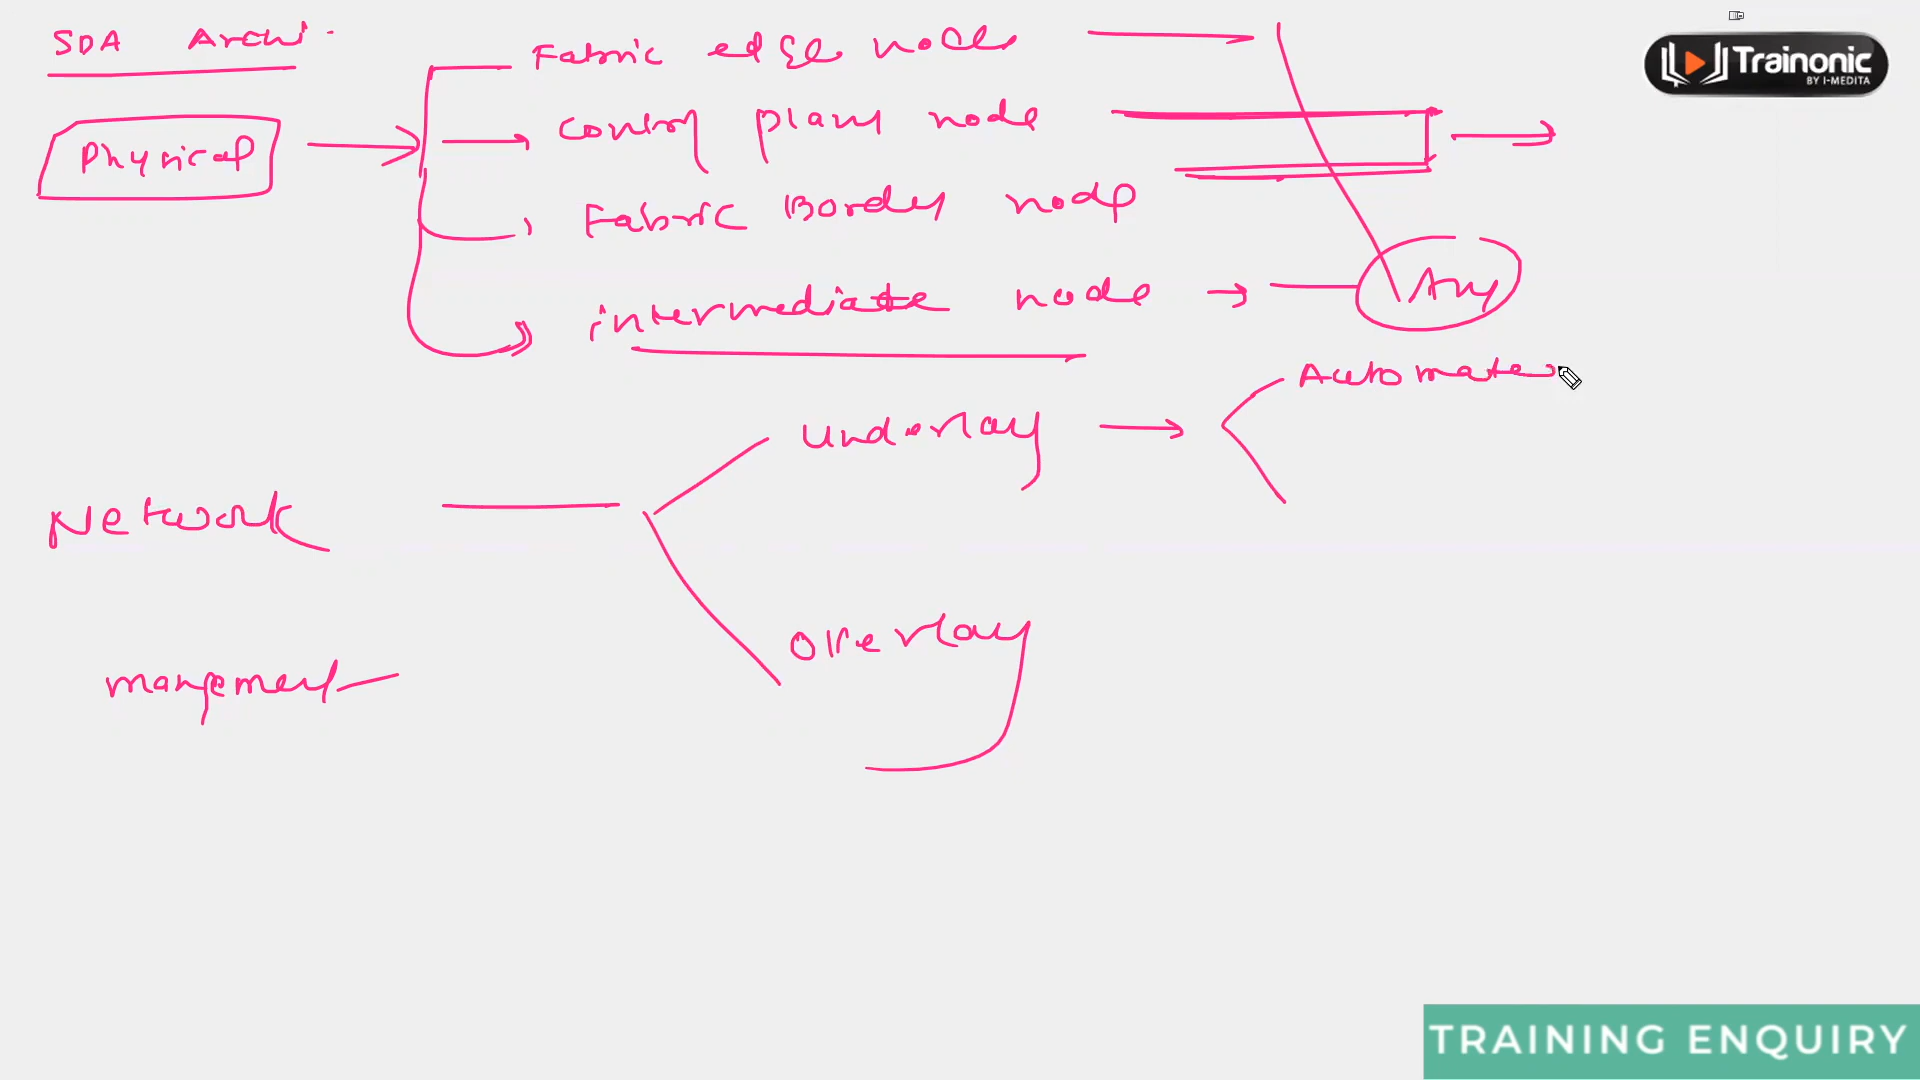 SDA Archi.
Fabric edge node
Physical
Control plane node
Fabric Border node
intermediate node
Any
Automate
Underlay
Network
Overlay
management
Trainonic
BY I-MEDITA
TRAINING ENQUIRY